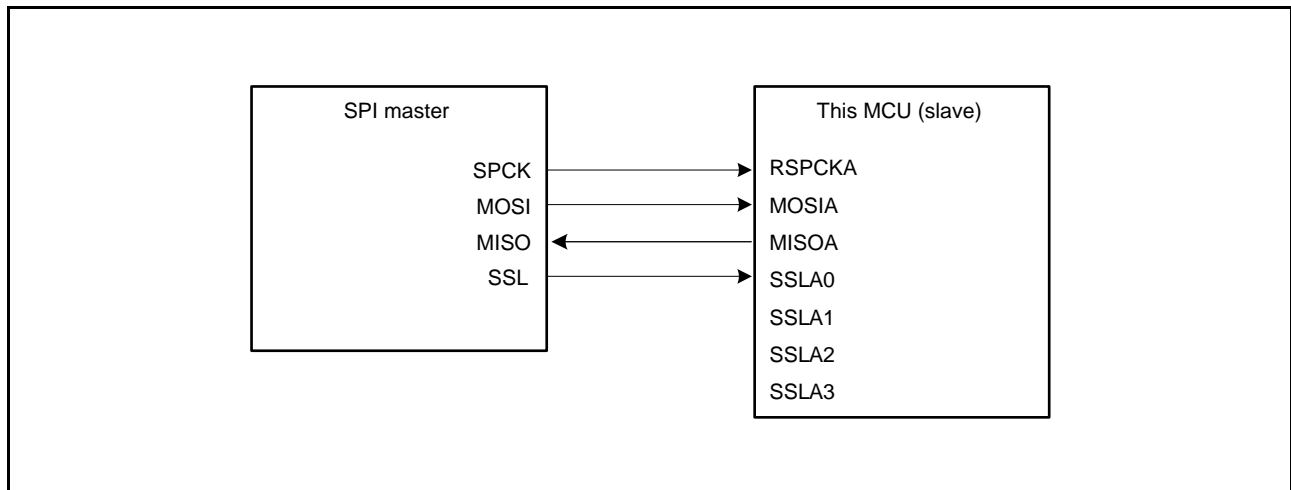 SPI master
SPCK
MOSI
MISO
SSL
This MCU (slave)
RSPCKA
MOSIA
MISOA
SSLA0
SSLA1
SSLA2
SSLA3